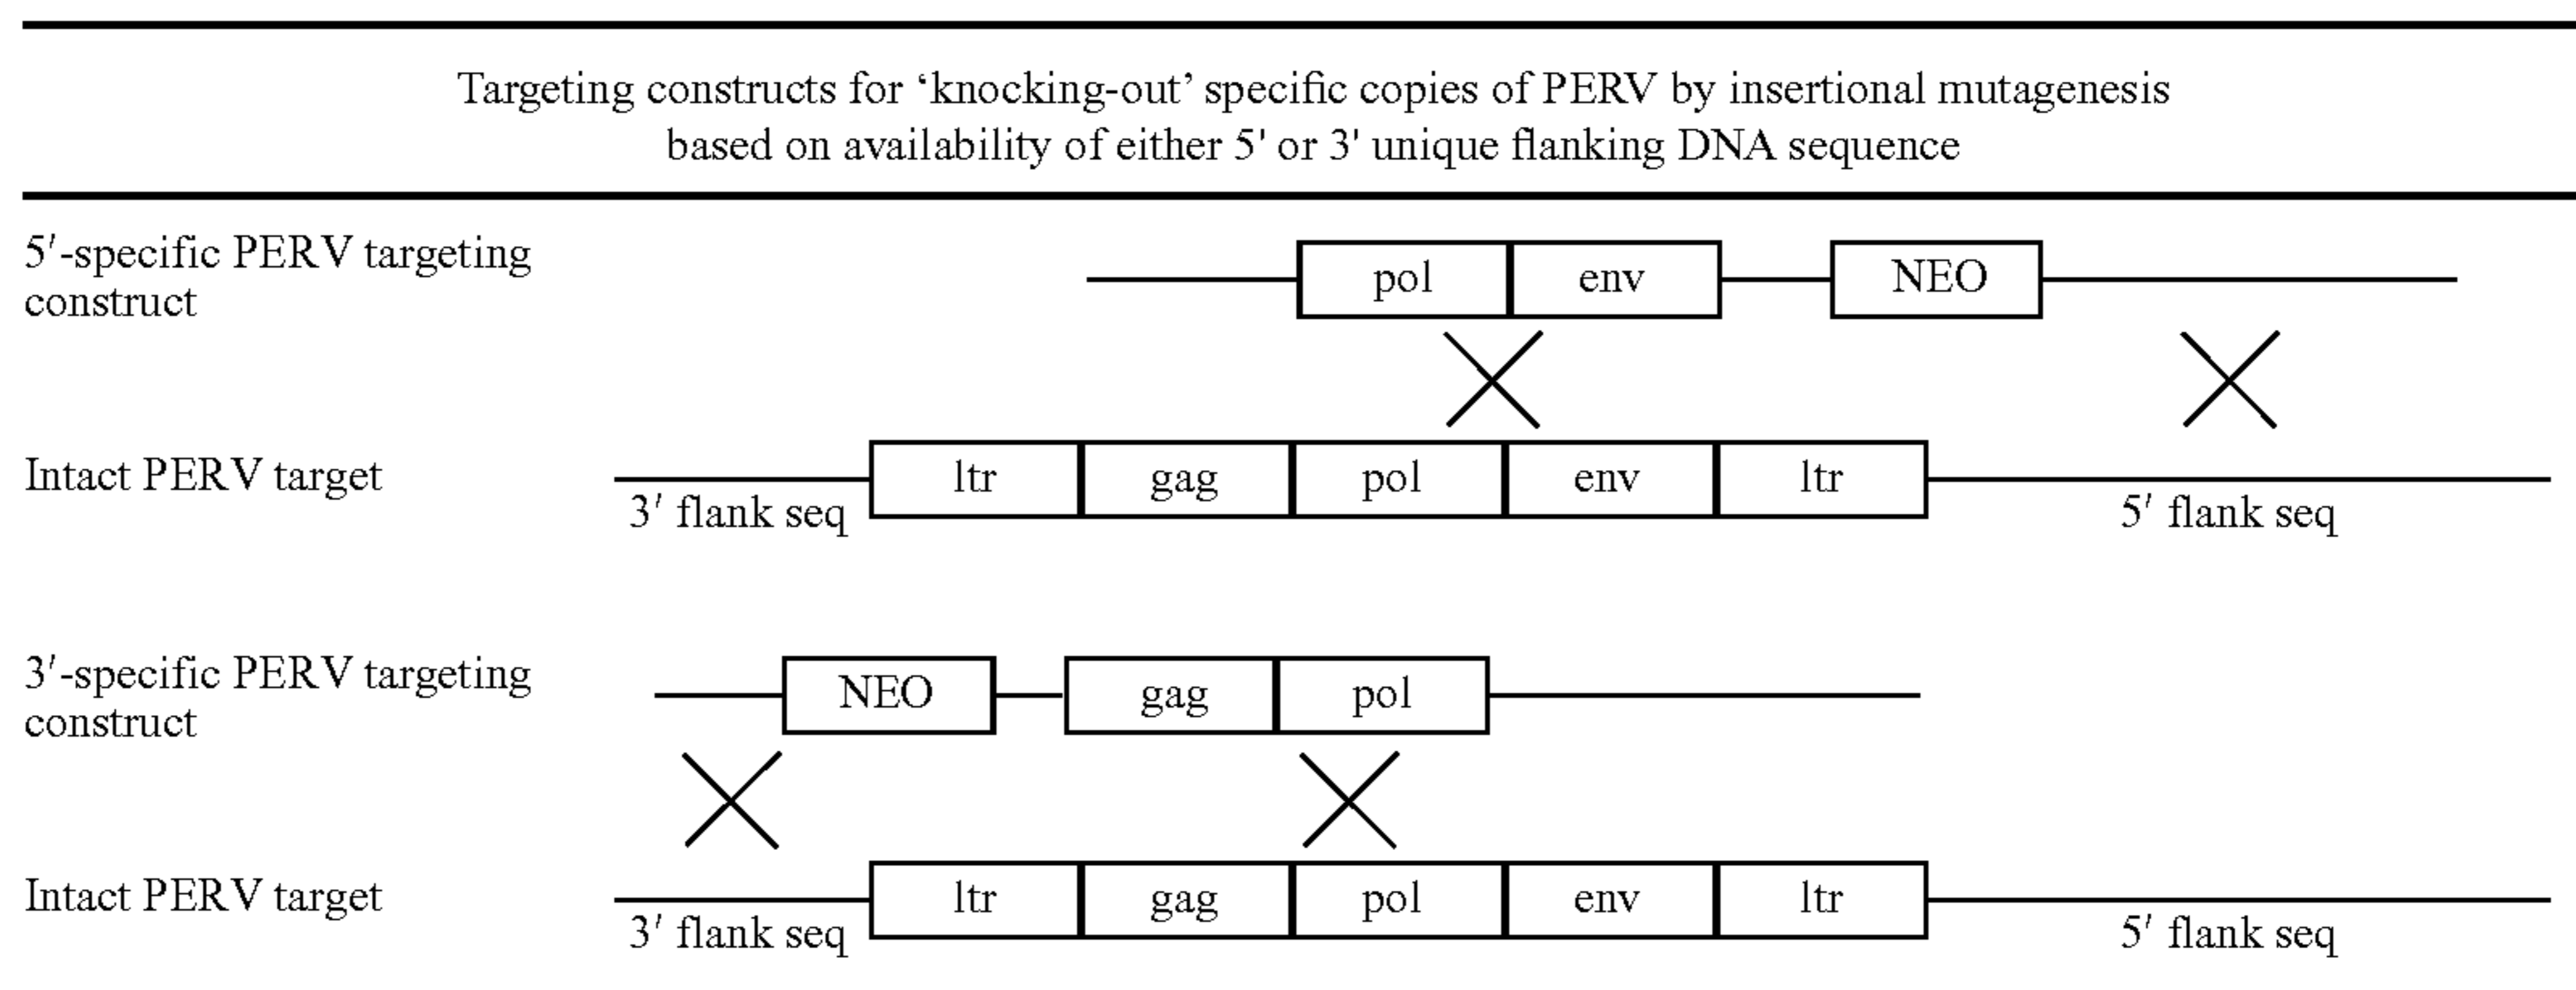 Targeting constructs for ‘knocking-out’ specific copies of PERV by insertional mutagenesis
based on availability of either 5' or 3' unique flanking DNA sequence
5′-specific PERV targeting
construct
pol env NEO
Intact PERV target
ltr gag pol env ltr
3′ flank seq 5′ flank seq
3′-specific PERV targeting
construct
NEO gag pol
Intact PERV target
ltr gag pol env ltr
3′ flank seq 5′ flank seq